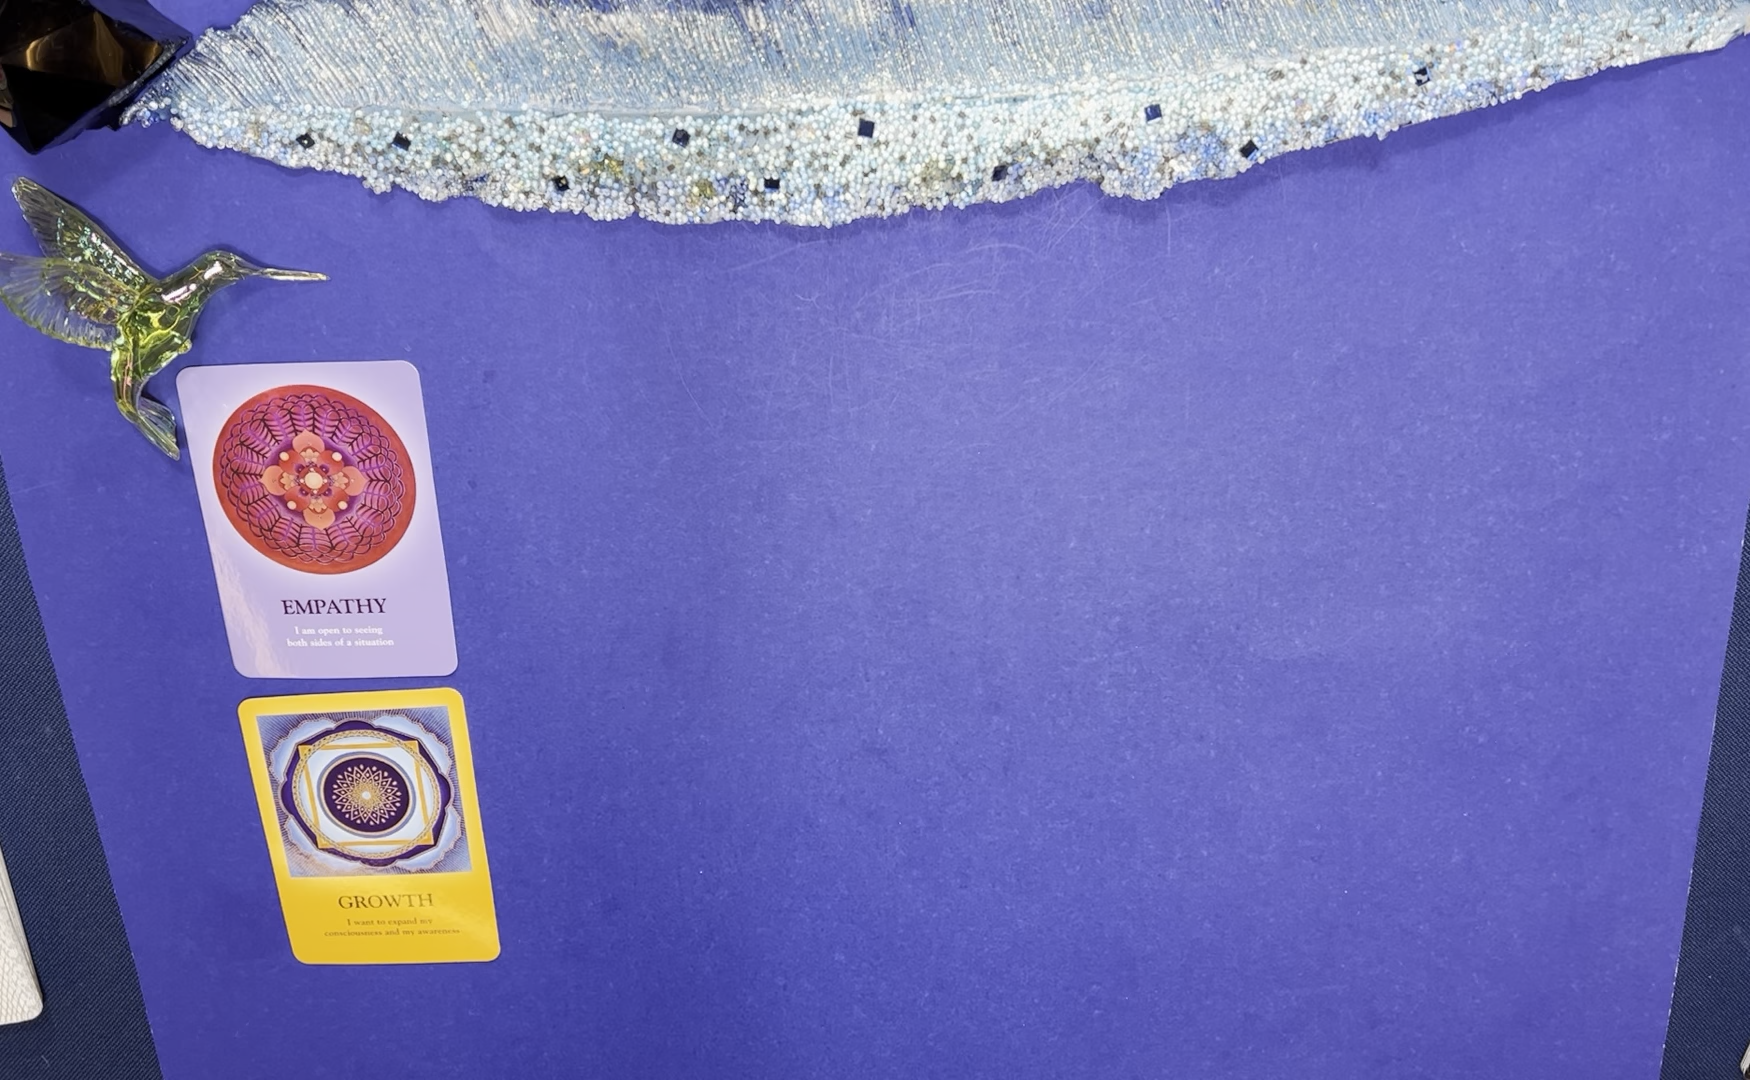 EMPATHY
I am open to seeing
both sides of a situation
GROWTH
I want to expand my
consciousness and my awareness